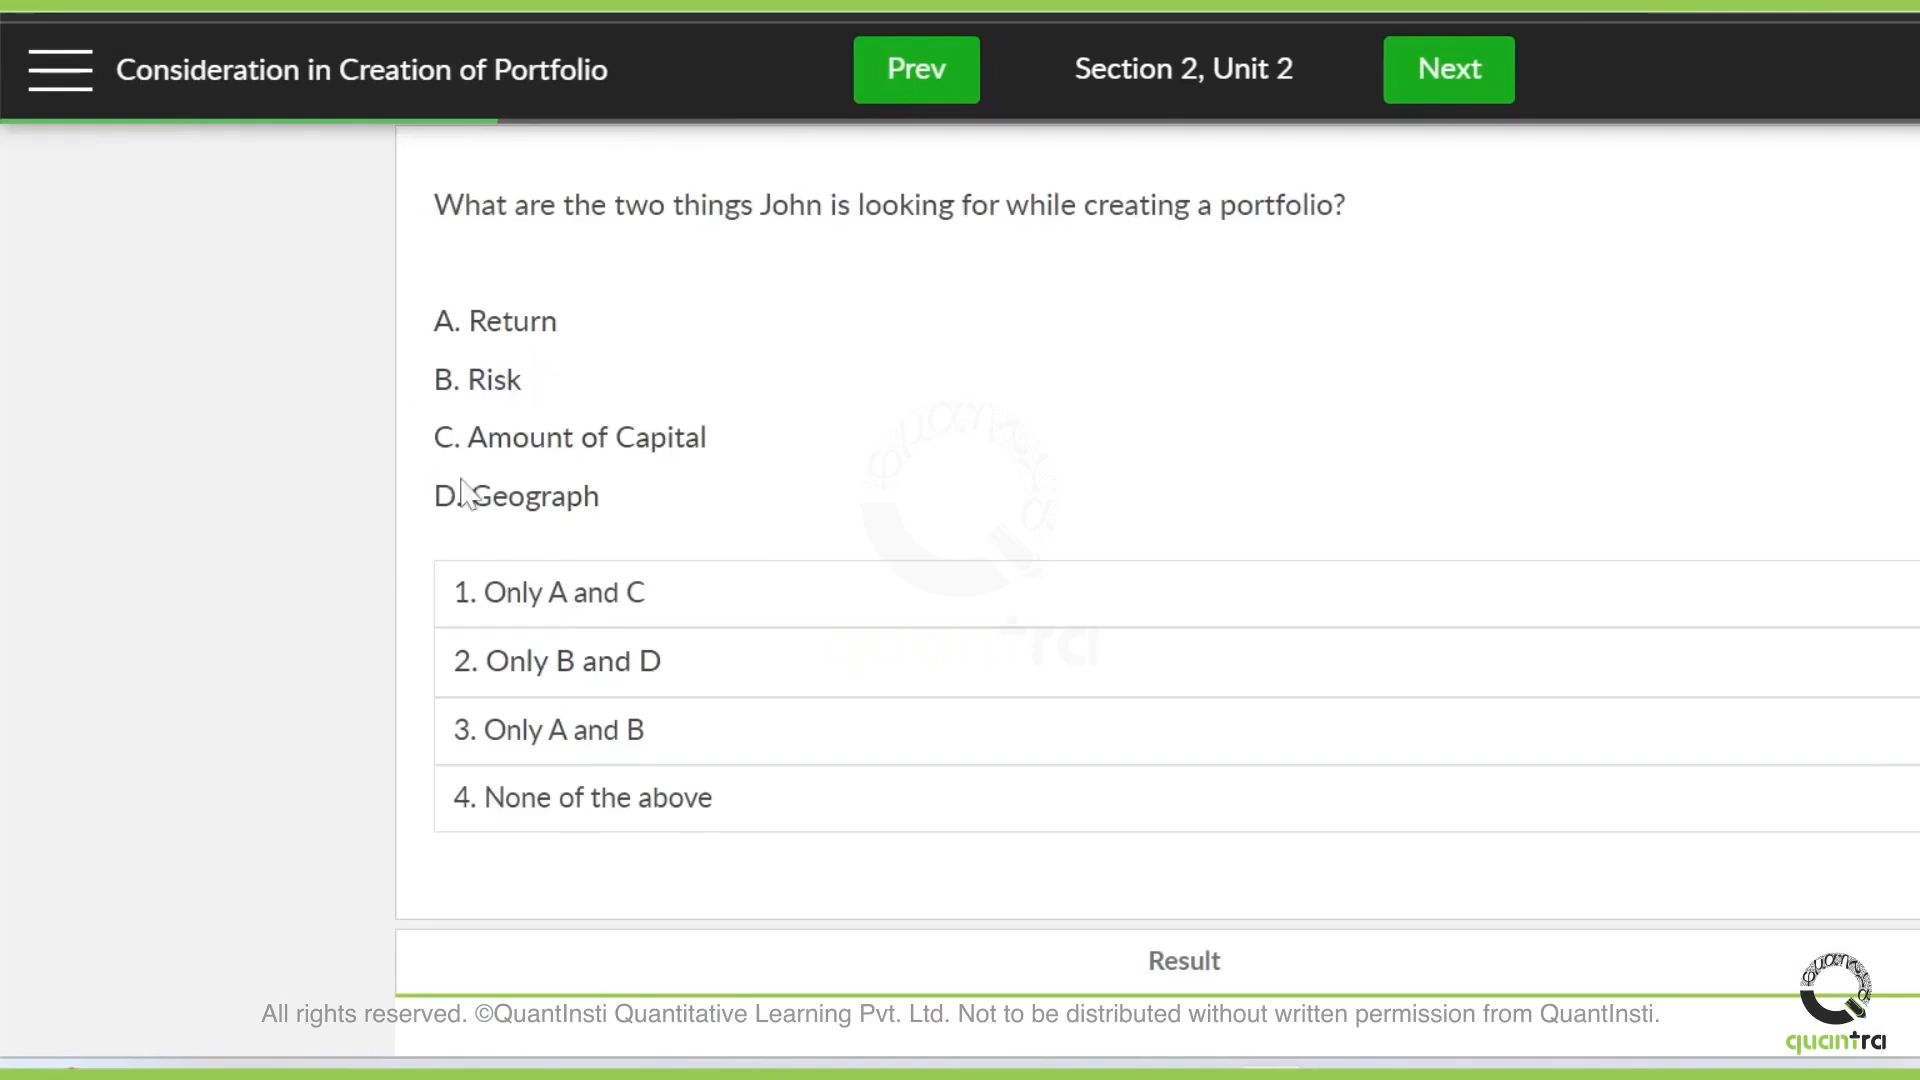 Consideration in Creation of Portfolio
Prev
Section 2, Unit 2
Next
What are the two things John is looking for while creating a portfolio?
A. Return
B. Risk
C. Amount of Capital
D. Geograph
1. Only A and C
2. Only B and D
3. Only A and B
4. None of the above
Result
All rights reserved. ©QuantInsti Quantitative Learning Pvt. Ltd. Not to be distributed without written permission from QuantInsti.
quantra
quantra